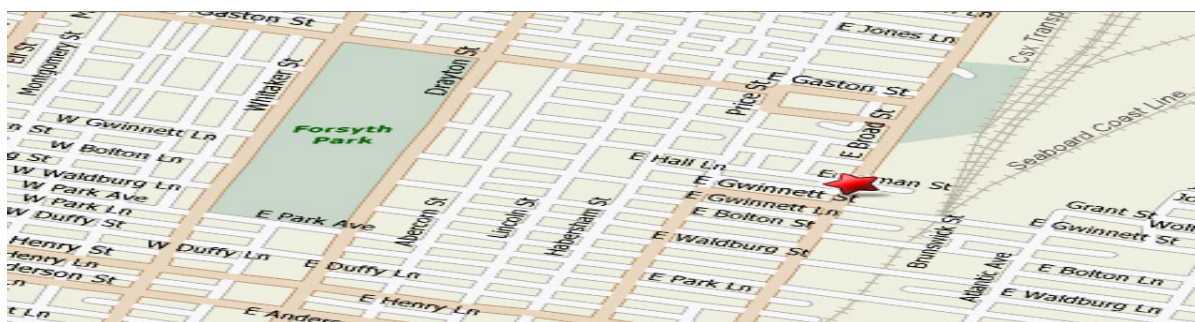 Gaston St
E Jones Ln
Csx Transp
Montgomery St
Whitaker St
Drayton St
Gaston St
Price St
E Broad St
Seaboard Coast Line
Forsyth
Park
W Gwinnett Ln
W Bolton Ln
W Waldburg Ln
W Park Ave
W Park Ln
W Duffy St
E Hall Ln
E Gwinnett St
E Gwinnett Ln
E Bolton St
E Waldburg St
E Park Ln
E Park Ave
Abercorn St
Lincoln St
Habersham St
Brunswick St
Atlantic Ave
Grant St
E Gwinnett St
E Bolton Ln
E Waldburg Ln
Henry St
Henry Ln
W Duffy Ln
E Duffy Ln
E Henry Ln